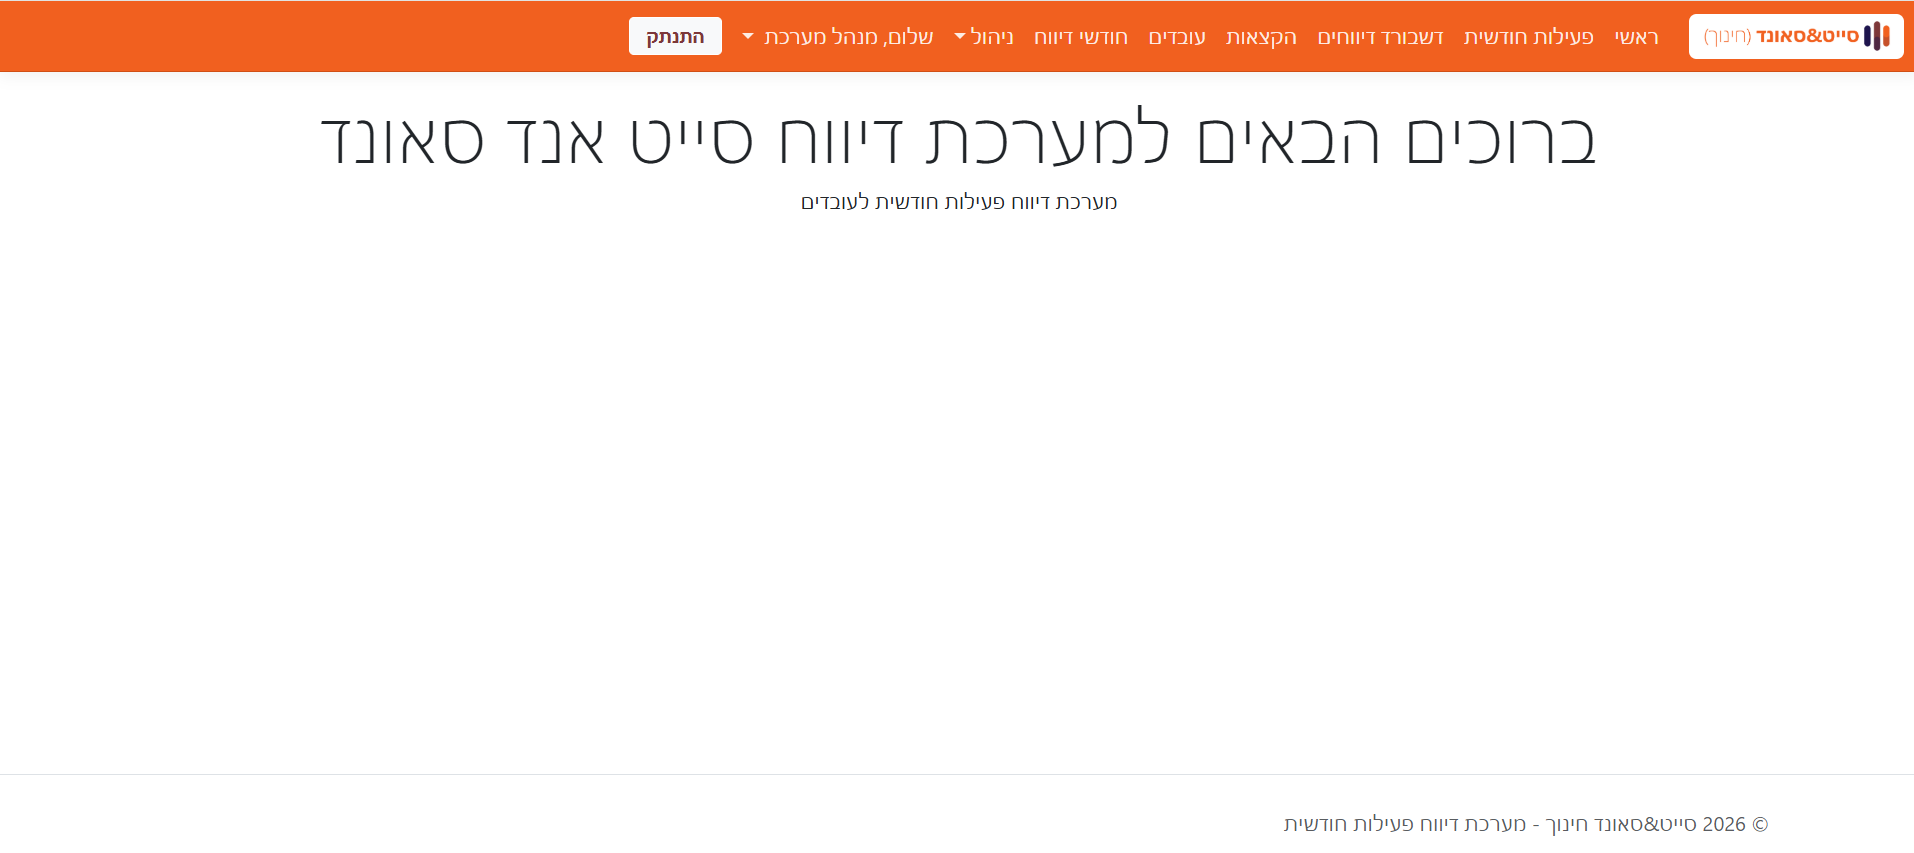 סייט&סאונד (חינוך)
ראשי פעילות חודשית דשבורד דיווחים הקצאות עובדים חודשי דיווח ניהול שלום, מנהל מערכת התנתק
ברוכים הבאים למערכת דיווח סייט אנד סאונד
מערכת דיווח פעילות חודשית לעובדים
© 2026 סייט&סאונד חינוך - מערכת דיווח פעילות חודשית